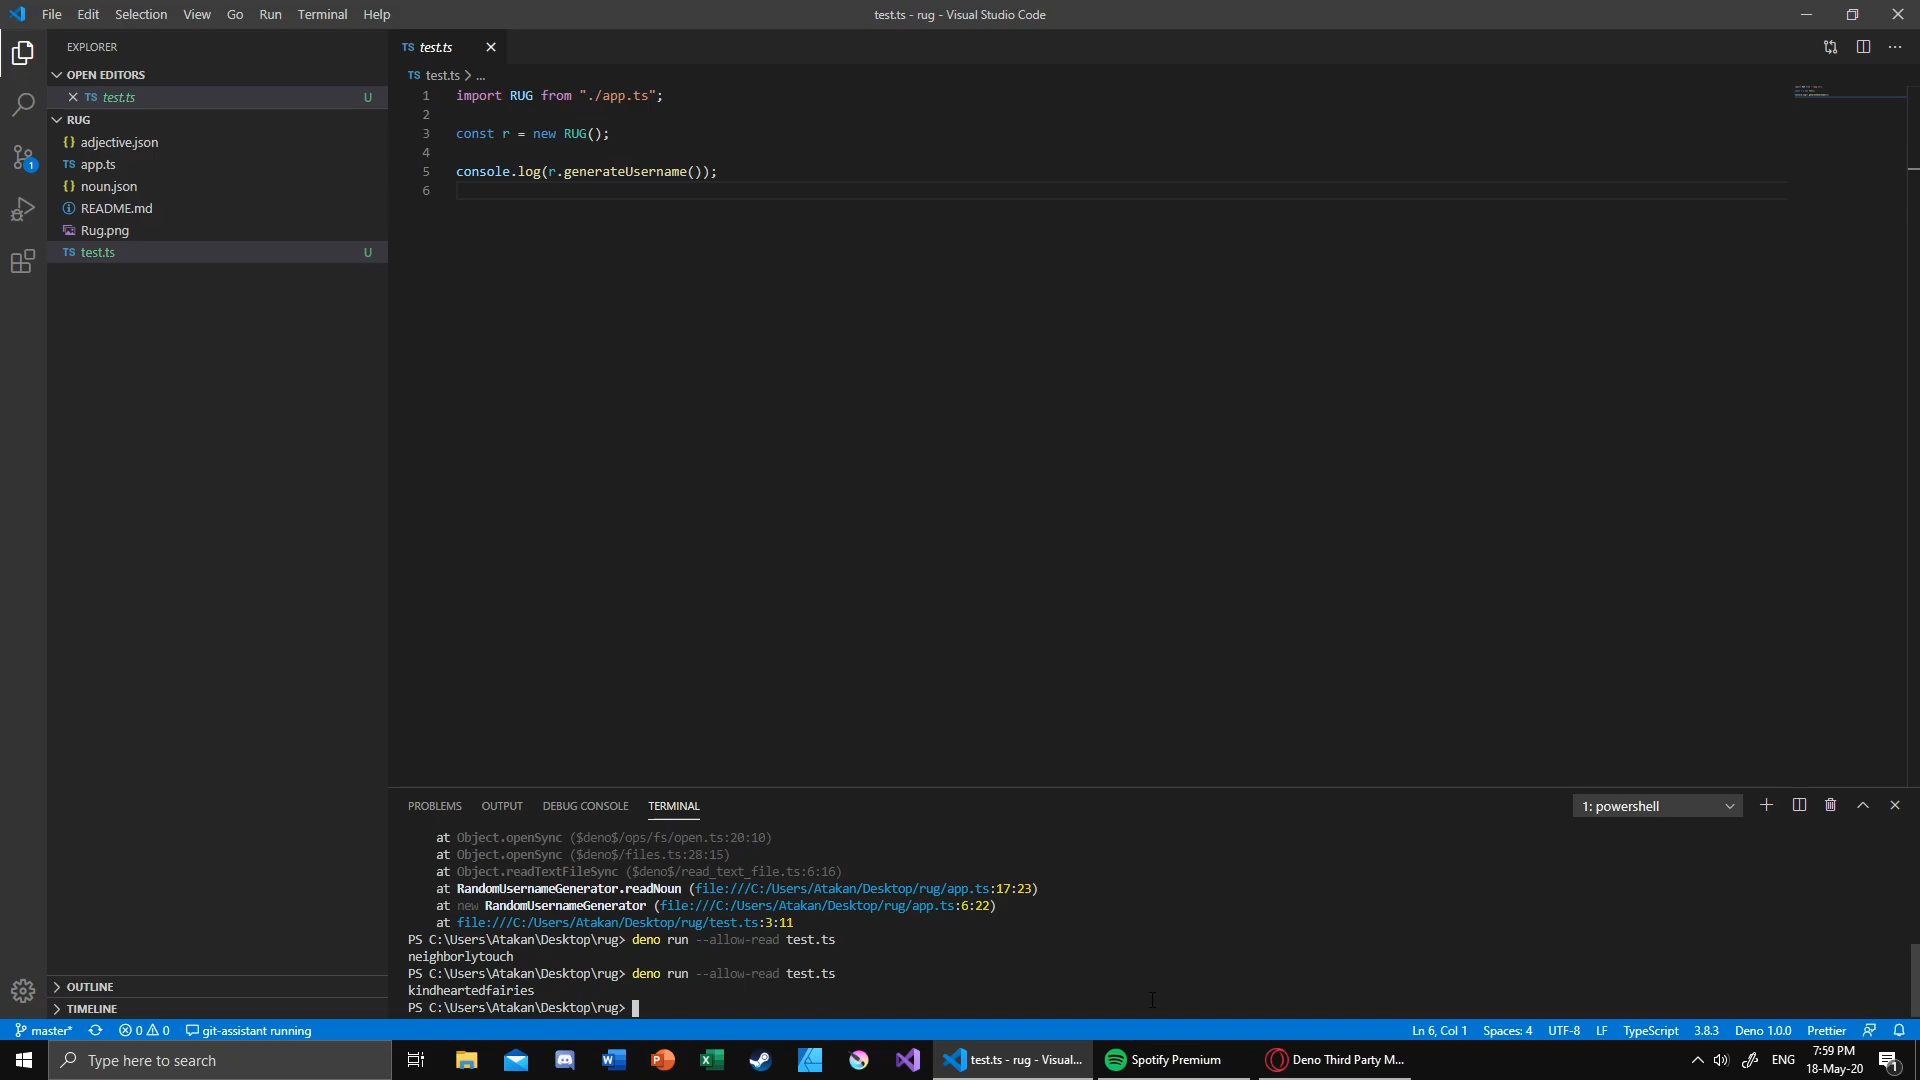 File Edit Selection View Go Run Terminal Help
test.ts - rug - Visual Studio Code
EXPLORER
OPEN EDITORS
TS test.ts U
RUG
{} adjective.json
TS app.ts
{} noun.json
README.md
Rug.png
TS test.ts U
OUTLINE
TIMELINE
1
TS test.ts
TS test.ts > ...
1 import RUG from "./app.ts";
2
3 const r = new RUG();
4
5 console.log(r.generateUsername());
6
PROBLEMS OUTPUT DEBUG CONSOLE TERMINAL
1: powershell
at Object.openSync ($deno$/ops/fs/open.ts:20:10)
at Object.openSync ($deno$/files.ts:28:15)
at Object.readTextFileSync ($deno$/read_text_file.ts:6:16)
at RandomUsernameGenerator.readNoun (file:///C:/Users/Atakan/Desktop/rug/app.ts:17:23)
at new RandomUsernameGenerator (file:///C:/Users/Atakan/Desktop/rug/app.ts:6:22)
at file:///C:/Users/Atakan/Desktop/rug/test.ts:3:11
PS C:\Users\Atakan\Desktop\rug> deno run --allow-read test.ts
neighborlytouch
PS C:\Users\Atakan\Desktop\rug> deno run --allow-read test.ts
kindheartedfairies
PS C:\Users\Atakan\Desktop\rug>
master* 0 0 git-assistant running
Ln 6, Col 1 Spaces: 4 UTF-8 LF TypeScript 3.8.3 Deno 1.0.0 Prettier
Type here to search
test.ts - rug - Visual...
Spotify Premium
Deno Third Party M...
ENG
7:59 PM
18-May-20
1